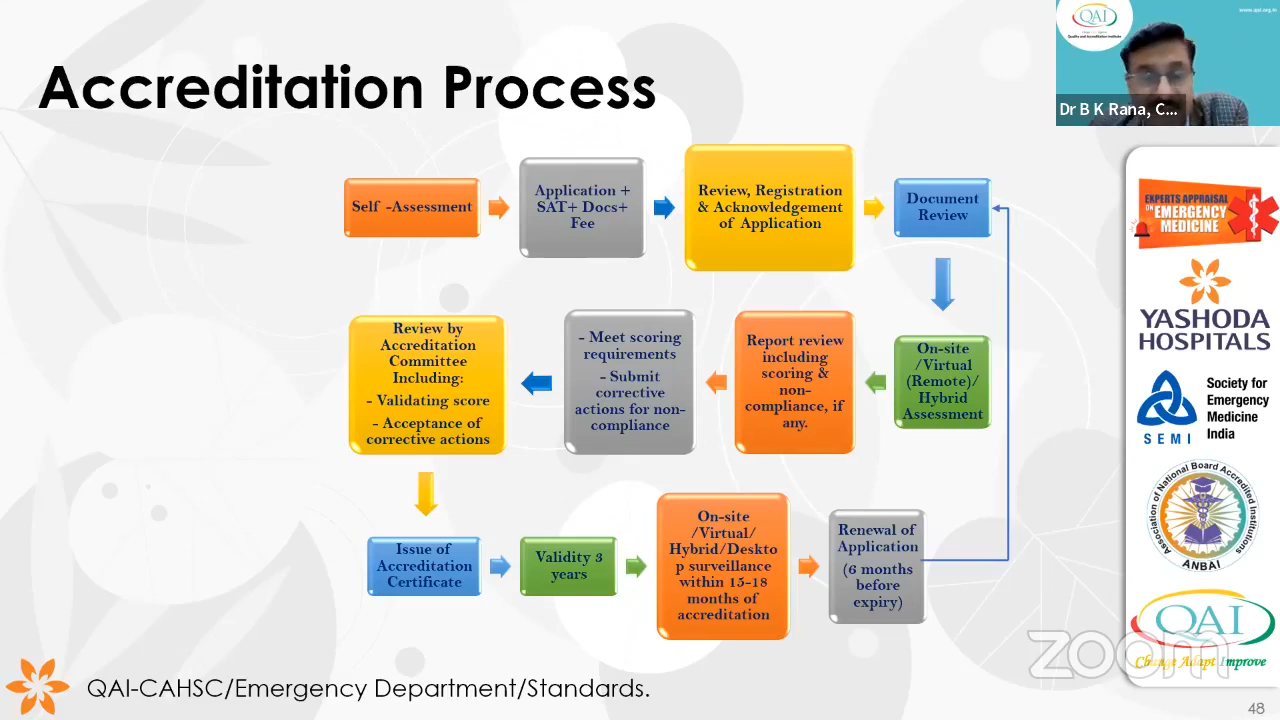 www.qai.org.in
QAI
Quality and Accreditation Institute
Dr B K Rana, C...
Accreditation Process
Self -Assessment
Application +
SAT+ Docs+
Fee
Review, Registration
& Acknowledgement
of Application
Document
Review
On-site
/Virtual
(Remote)/
Hybrid
Assessment
Report review
including
scoring &
non-
compliance, if
any.
- Meet scoring
requirements
- Submit
corrective
actions for non-
compliance
Review by
Accreditation
Committee
Including:
- Validating score
- Acceptance of
corrective actions
Issue of
Accreditation
Certificate
Validity 3
years
On-site
/Virtual/
Hybrid/Deskto
p surveillance
within 15-18
months of
accreditation
Renewal of
Application
(6 months
before
expiry)
EXPERTS APPRAISAL
ON EMERGENCY
MEDICINE
YASHODA
HOSPITALS
SEMI
Society for
Emergency
Medicine
India
Association of National Board Accredited Institutions
ANBAI
QAI
Change Adapt Improve
zoom
QAI-CAHSC/Emergency Department/Standards.
48